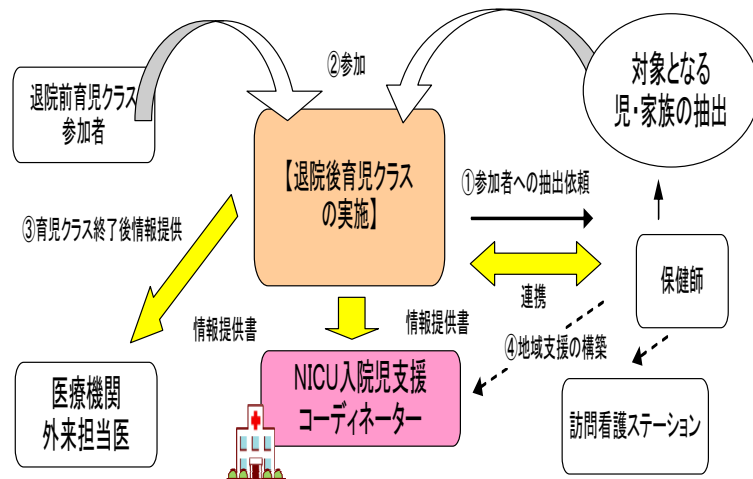 ②参加
対象となる
児・家族の抽出
退院前育児クラス
参加者
【退院後育児クラス
の実施】
①参加者への抽出依頼
③育児クラス終了後情報提供
連携
保健師
情報提供書
情報提供書
④地域支援の構築
医療機関
外来担当医
NICU入院児支援
コーディネーター
訪問看護ステーション